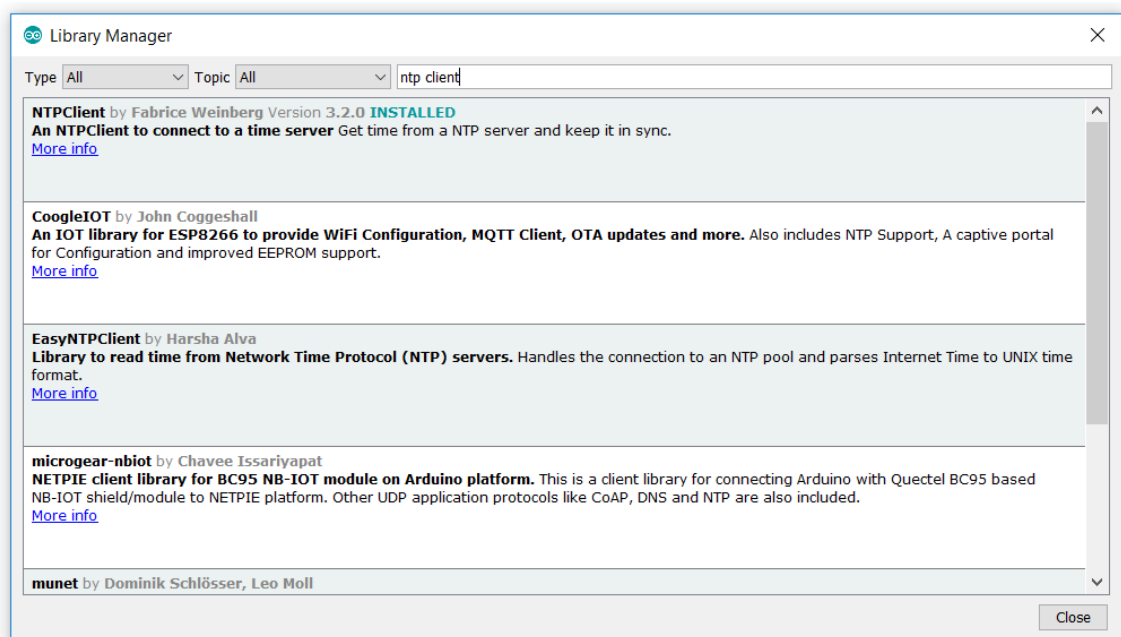 Library Manager
Type All Topic All ntp client
NTPClient by Fabrice Weinberg Version 3.2.0 INSTALLED
An NTPClient to connect to a time server Get time from a NTP server and keep it in sync.
More info
CoogleIOT by John Coggeshall
An IOT library for ESP8266 to provide WiFi Configuration, MQTT Client, OTA updates and more. Also includes NTP Support, A captive portal
for Configuration and improved EEPROM support.
More info
EasyNTPClient by Harsha Alva
Library to read time from Network Time Protocol (NTP) servers. Handles the connection to an NTP pool and parses Internet Time to UNIX time
format.
More info
microgear-nbiot by Chavee Issariyapat
NETPIE client library for BC95 NB-IOT module on Arduino platform. This is a client library for connecting Arduino with Quectel BC95 based
NB-IOT shield/module to NETPIE platform. Other UDP application protocols like CoAP, DNS and NTP are also included.
More info
munet by Dominik Schlösser, Leo Moll
Close